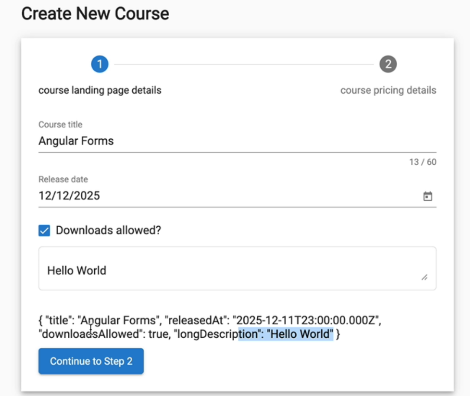 Create New Course
1
2
course landing page details
course pricing details
Course title
Angular Forms
13 / 60
Release date
12/12/2025
Downloads allowed?
Hello World
{ "title": "Angular Forms", "releasedAt": "2025-12-11T23:00:00.000Z",
"downloadsAllowed": true, "longDescription": "Hello World" }
Continue to Step 2